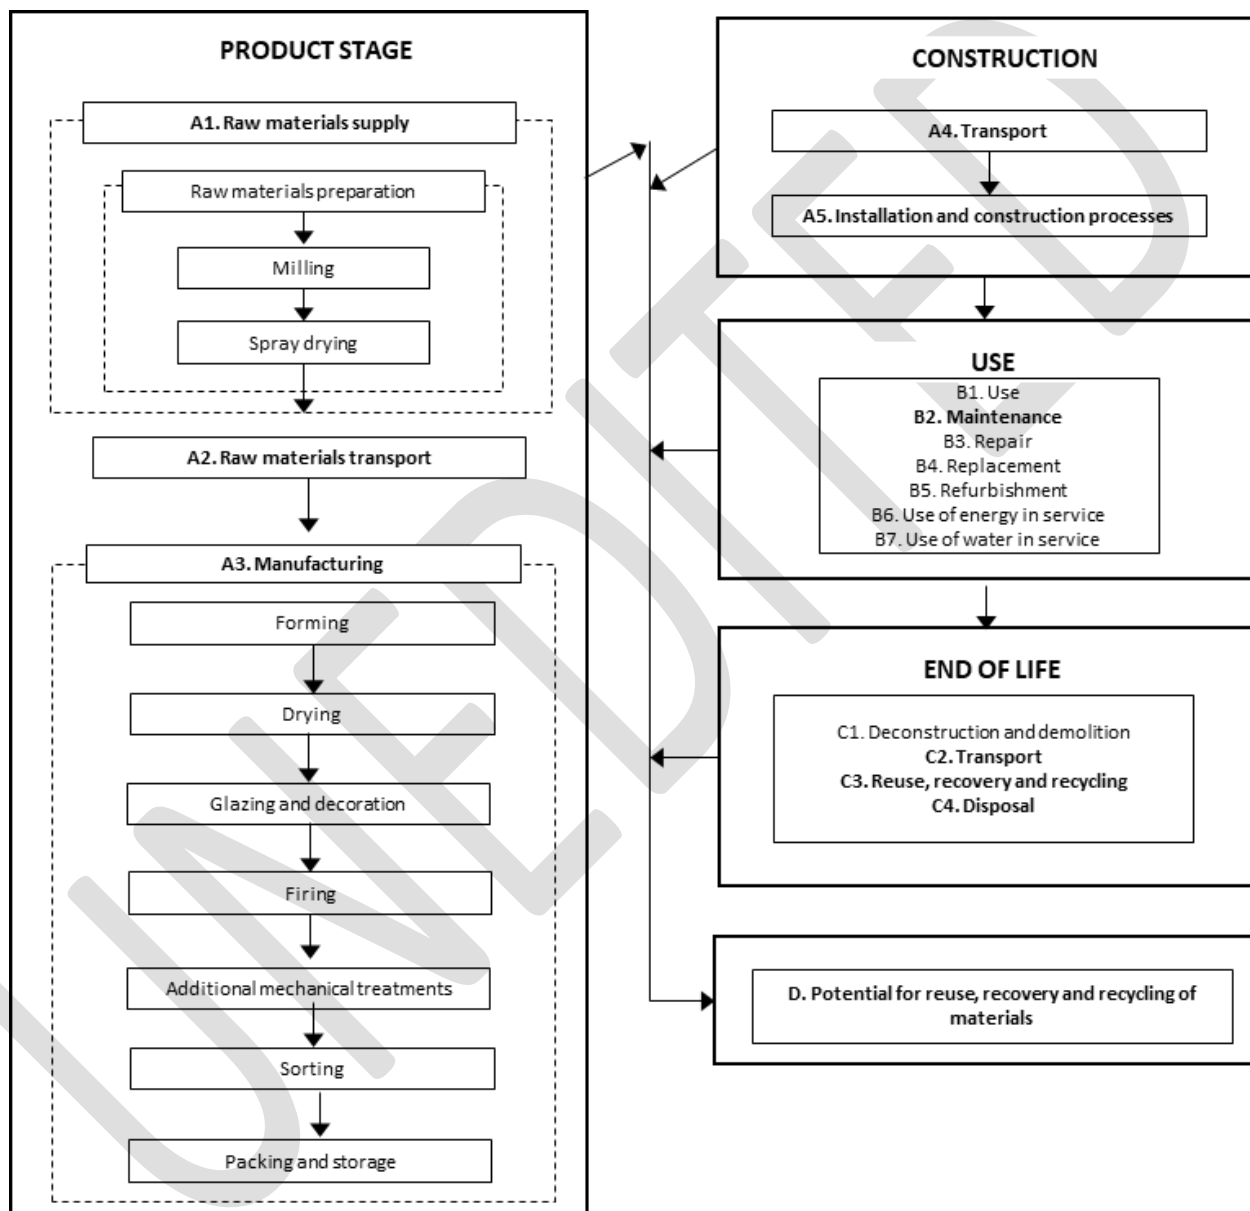 PRODUCT STAGE
A1. Raw materials supply
Raw materials preparation
Milling
Spray drying
A2. Raw materials transport
A3. Manufacturing
Forming
Drying
Glazing and decoration
Firing
Additional mechanical treatments
Sorting
Packing and storage
CONSTRUCTION
A4. Transport
A5. Installation and construction processes
USE
B1. Use
B2. Maintenance
B3. Repair
B4. Replacement
B5. Refurbishment
B6. Use of energy in service
B7. Use of water in service
END OF LIFE
C1. Deconstruction and demolition
C2. Transport
C3. Reuse, recovery and recycling
C4. Disposal
D. Potential for reuse, recovery and recycling of
materials
UNEDITED